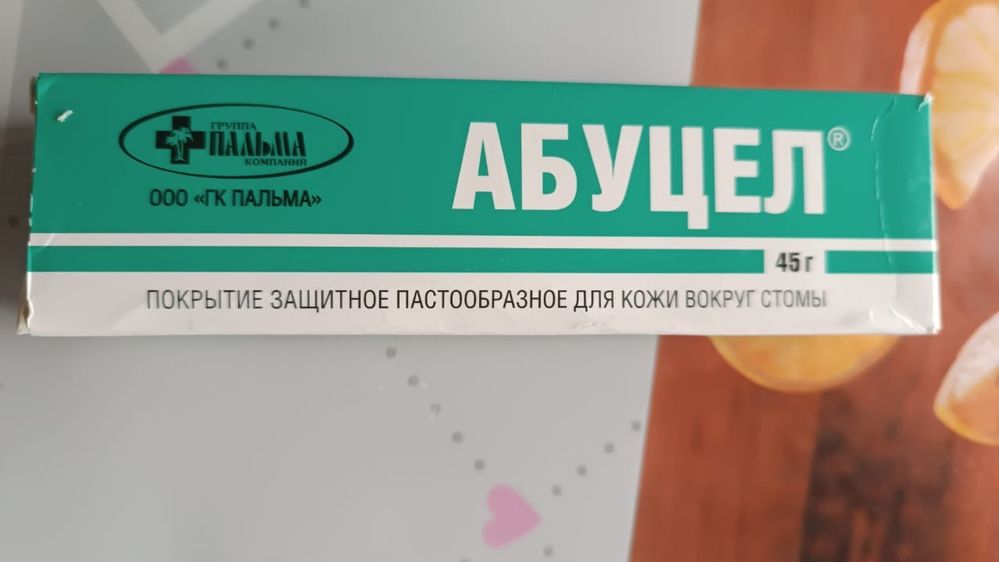 ГРУППА
ПАЛЬМА
КОМПАНИЙ
ООО «ГК ПАЛЬМА»
АБУЦЕЛ®
45 г
ПОКРЫТИЕ ЗАЩИТНОЕ ПАСТООБРАЗНОЕ ДЛЯ КОЖИ ВОКРУГ СТОМЫ